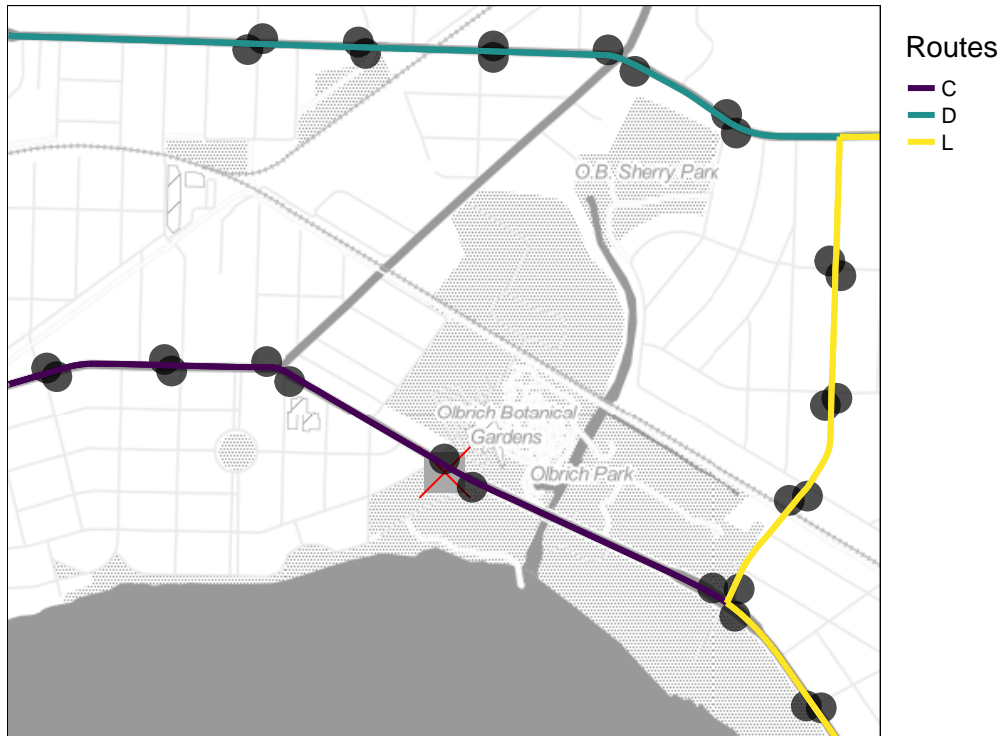 Routes
C
D
L
O.B. Sherry Park
Olbrich Botanical
Gardens
Olbrich Park